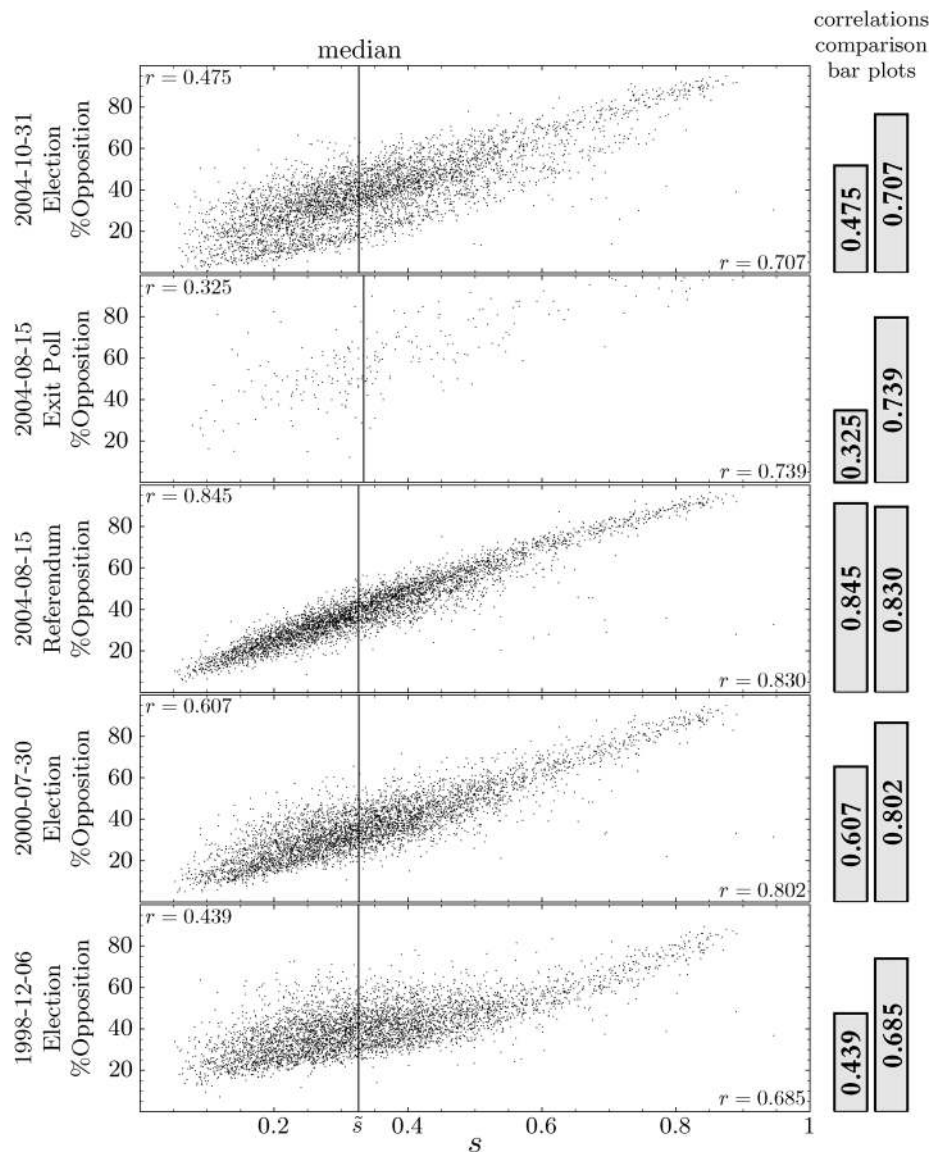 correlations
comparison
bar plots
median
2004-10-31
Election
%Opposition
80
60
40
20
r = 0.475
r = 0.707
0.475
0.707
2004-08-15
Exit Poll
%Opposition
80
60
40
20
r = 0.325
r = 0.739
0.325
0.739
2004-08-15
Referendum
%Opposition
80
60
40
20
r = 0.845
r = 0.830
0.845
0.830
2000-07-30
Election
%Opposition
80
60
40
20
r = 0.607
r = 0.802
0.607
0.802
1998-12-06
Election
%Opposition
80
60
40
20
r = 0.439
r = 0.685
0.439
0.685
0.2 s̃ 0.4 0.6 0.8 1
s